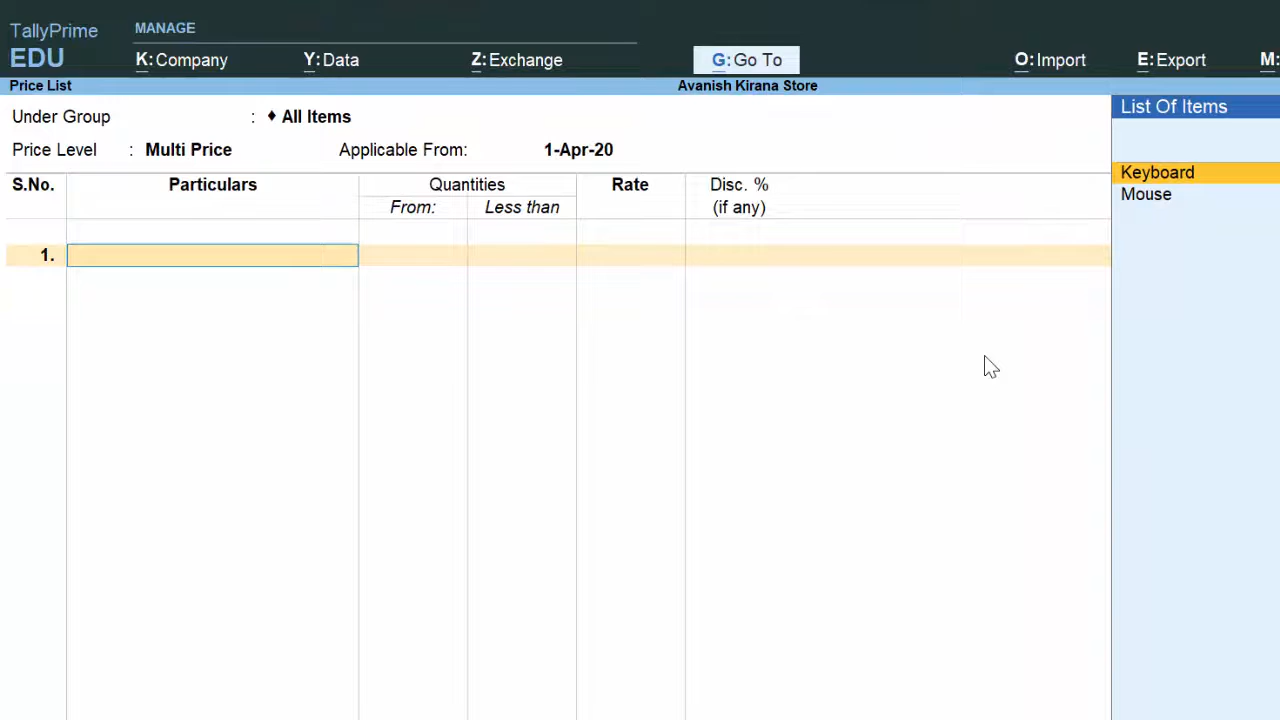 TallyPrime
EDU
MANAGE
K: Company
Y: Data
Z: Exchange
G: Go To
O: Import
E: Export
M:
Price List
Avanish Kirana Store
Under Group : ♦ All Items
Price Level : Multi Price Applicable From: 1-Apr-20
S.No. Particulars Quantities Rate Disc. %
From: Less than (if any)
1.
List Of Items
Keyboard
Mouse